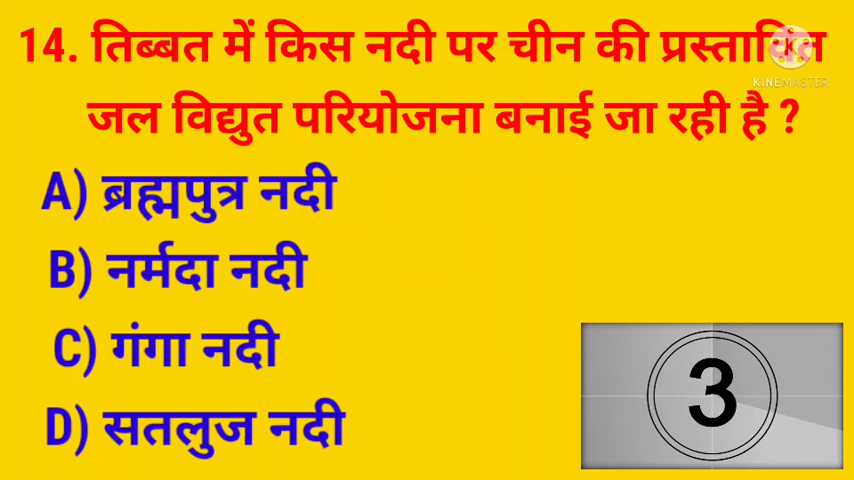 14. तिब्बत में किस नदी पर चीन की प्रस्तावित
जल विद्युत परियोजना बनाई जा रही है ?
A) ब्रह्मपुत्र नदी
B) नर्मदा नदी
C) गंगा नदी
D) सतलुज नदी
3
K
KINEMASTER